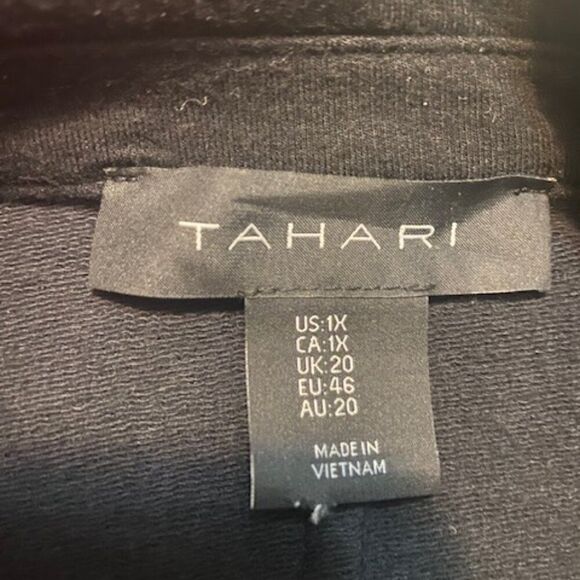 TAHARI
US:1X
CA:1X
UK:20
EU:46
AU:20
MADE IN
VIETNAM